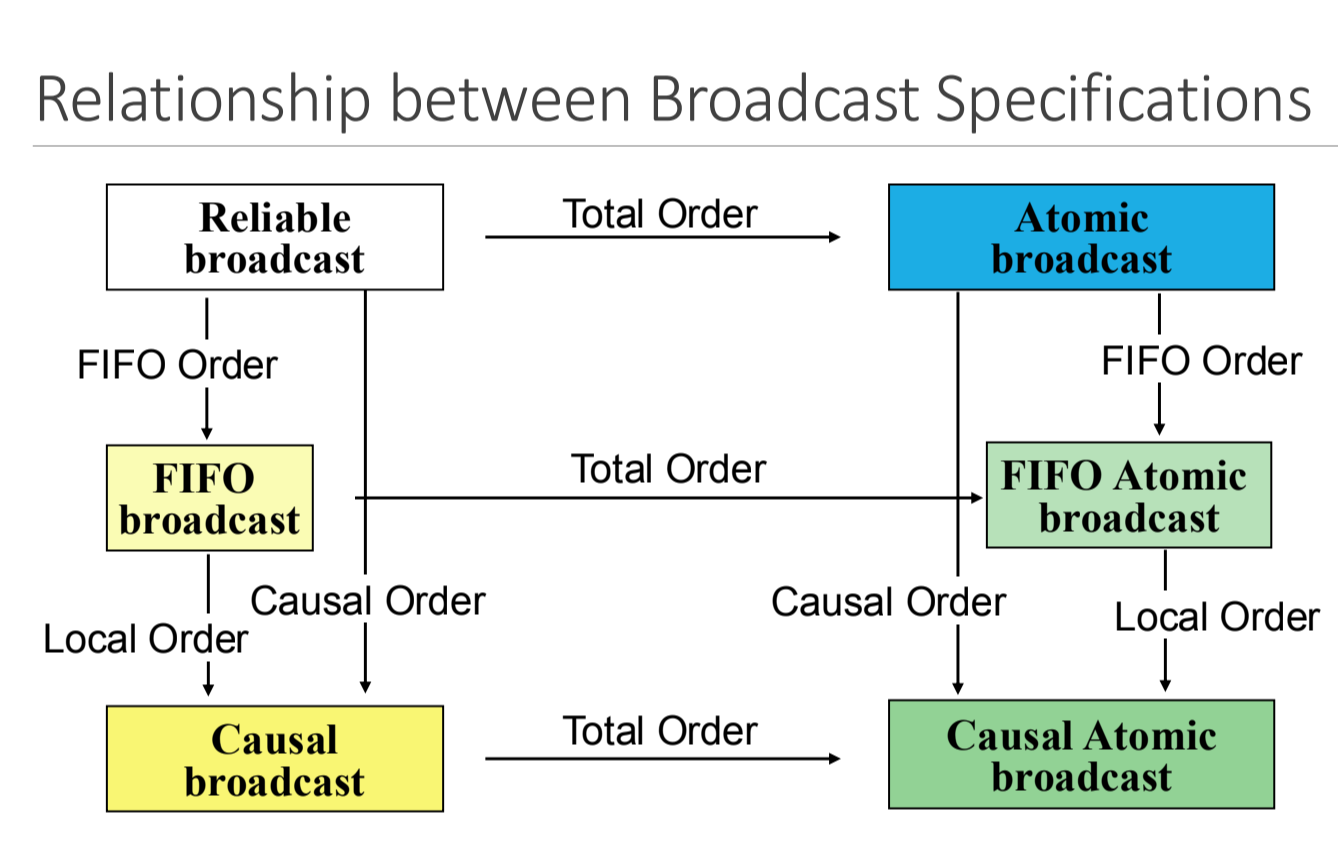 Relationship between Broadcast Specifications
Reliable
broadcast
Total Order
Atomic
broadcast
FIFO Order
FIFO Order
FIFO
broadcast
Total Order
FIFO Atomic
broadcast
Causal Order
Causal Order
Local Order
Local Order
Causal
broadcast
Total Order
Causal Atomic
broadcast